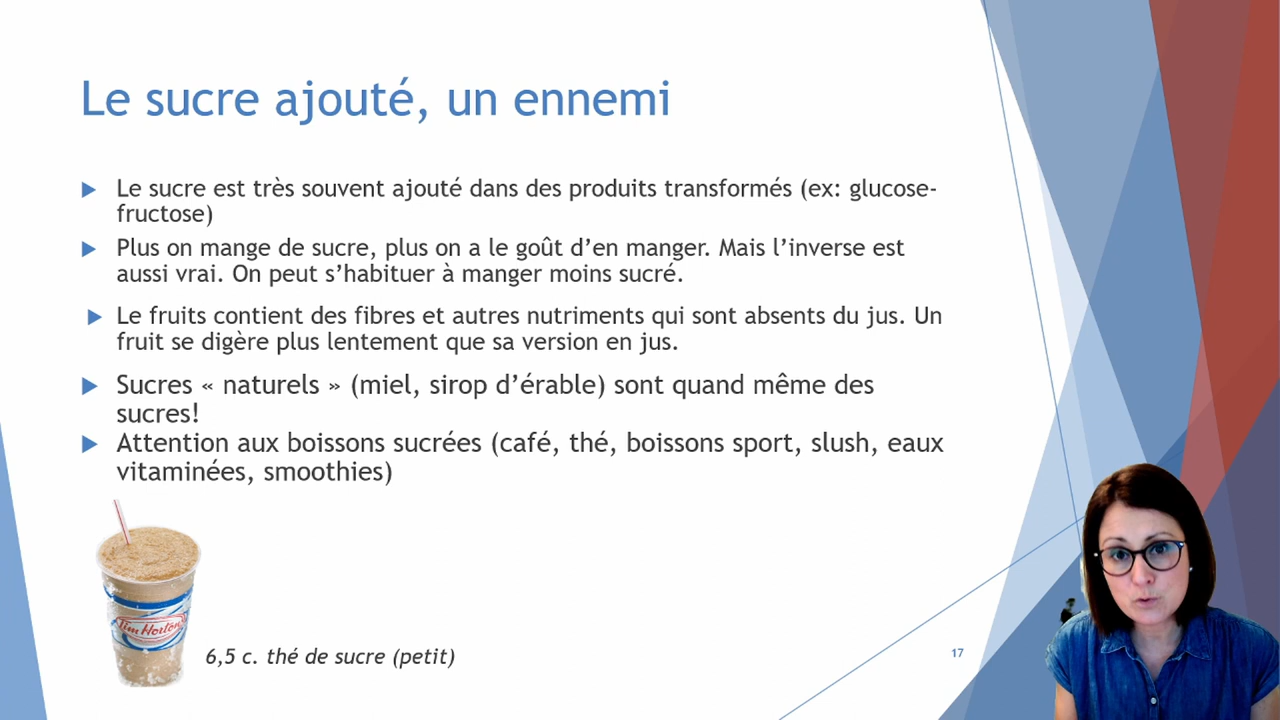 Le sucre ajouté, un ennemi
Le sucre est très souvent ajouté dans des produits transformés (ex: glucose-
fructose)
Plus on mange de sucre, plus on a le goût d’en manger. Mais l’inverse est
aussi vrai. On peut s’habituer à manger moins sucré.
Le fruits contient des fibres et autres nutriments qui sont absents du jus. Un
fruit se digère plus lentement que sa version en jus.
Sucres « naturels » (miel, sirop d’érable) sont quand même des
sucres!
Attention aux boissons sucrées (café, thé, boissons sport, slush, eaux
vitaminées, smoothies)
Tim Hortons
6,5 c. thé de sucre (petit)
17